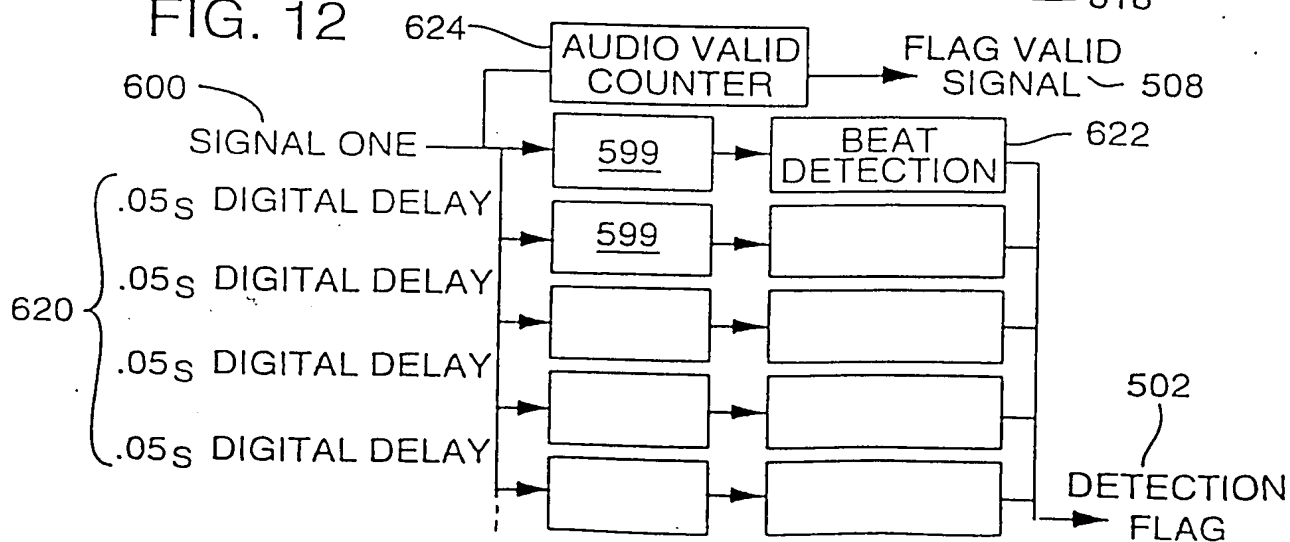 FIG. 12
624
AUDIO VALID
COUNTER
FLAG VALID
SIGNAL
508
600
SIGNAL ONE
599
BEAT
DETECTION
622
.05s DIGITAL DELAY
599
.05s DIGITAL DELAY
620
.05s DIGITAL DELAY
.05s DIGITAL DELAY
502
DETECTION
FLAG